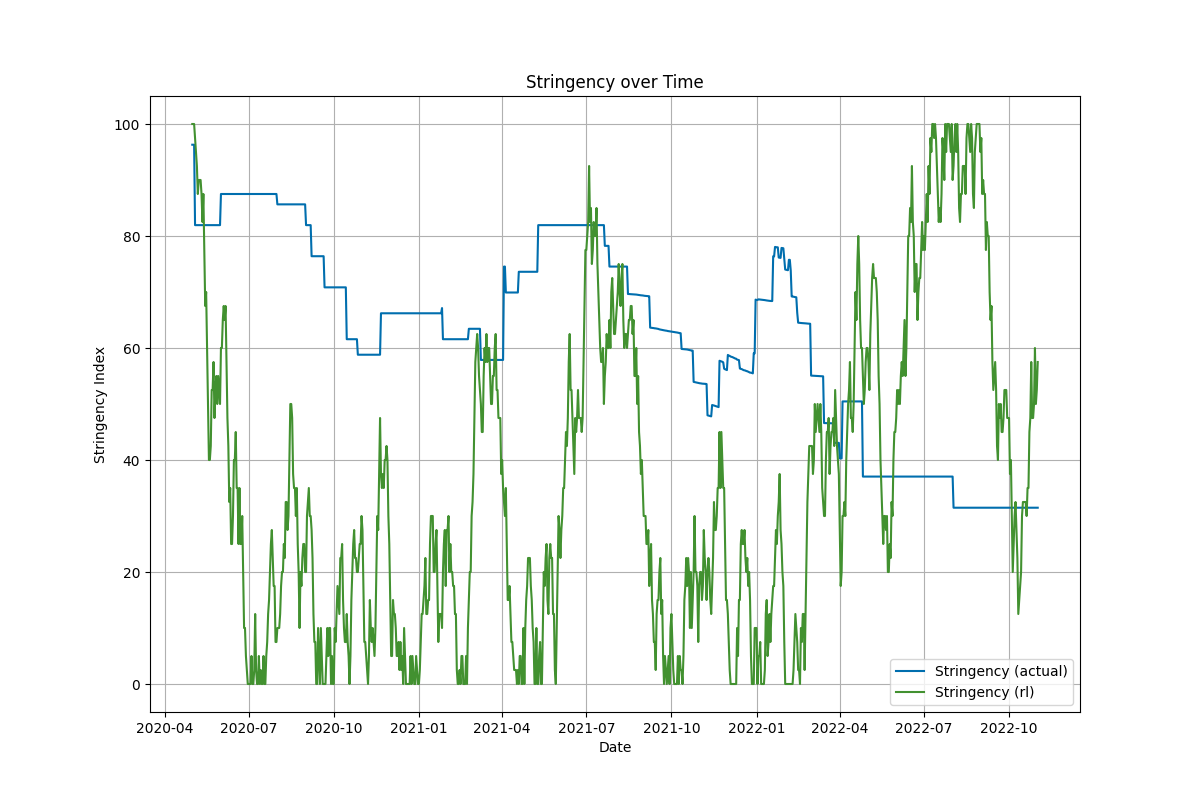 Stringency over Time
Stringency Index
100
80
60
40
20
0
2020-04 2020-07 2020-10 2021-01 2021-04 2021-07 2021-10 2022-01 2022-04 2022-07 2022-10
Date
Stringency (actual)
Stringency (rl)